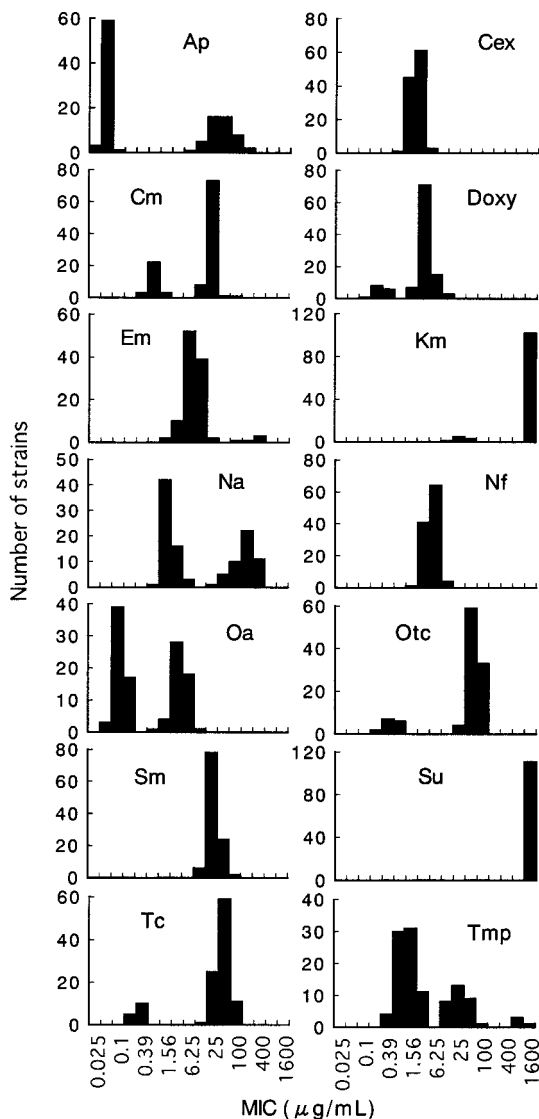 60 40 20 0 Ap
60 40 20 0 Cex
80 60 40 20 0 Cm
80 60 40 20 0 Doxy
60 40 20 0 Em
120 80 40 0 Km
50 40 30 20 10 0 Na
80 60 40 20 0 Nf
40 30 20 10 0 Oa
60 40 20 0 Otc
80 60 40 20 0 Sm
120 80 40 0 Su
60 40 20 0 Tc
40 30 20 10 0 Tmp
Number of strains
0.025 0.1 0.39 1.56 6.25 25 100 400 1600
0.025 0.1 0.39 1.56 6.25 25 100 400 1600
MIC ( μg/mL)